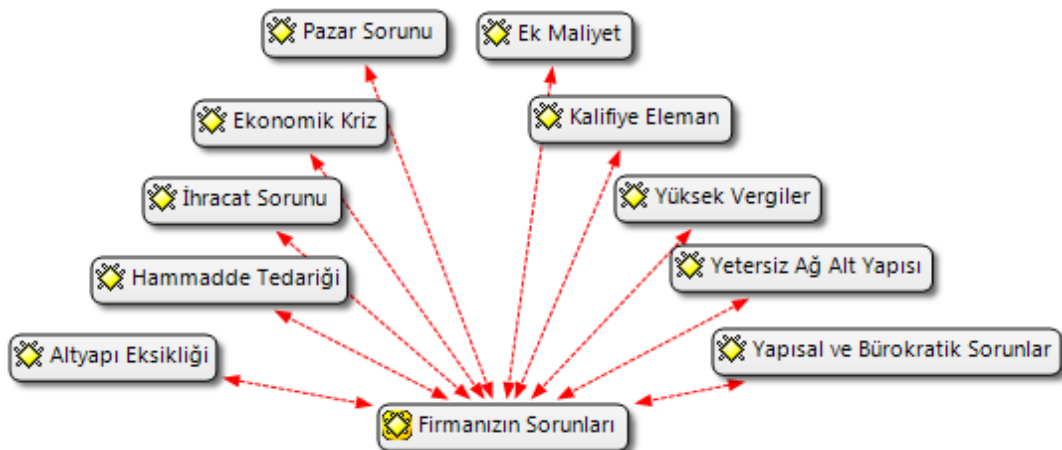 Pazar Sorunu
Ek Maliyet
Ekonomik Kriz
Kalifiye Eleman
İhracat Sorunu
Yüksek Vergiler
Hammadde Tedariği
Yetersiz Ağ Alt Yapısı
Altyapı Eksikliği
Yapısal ve Bürokratik Sorunlar
Firmanızın Sorunları